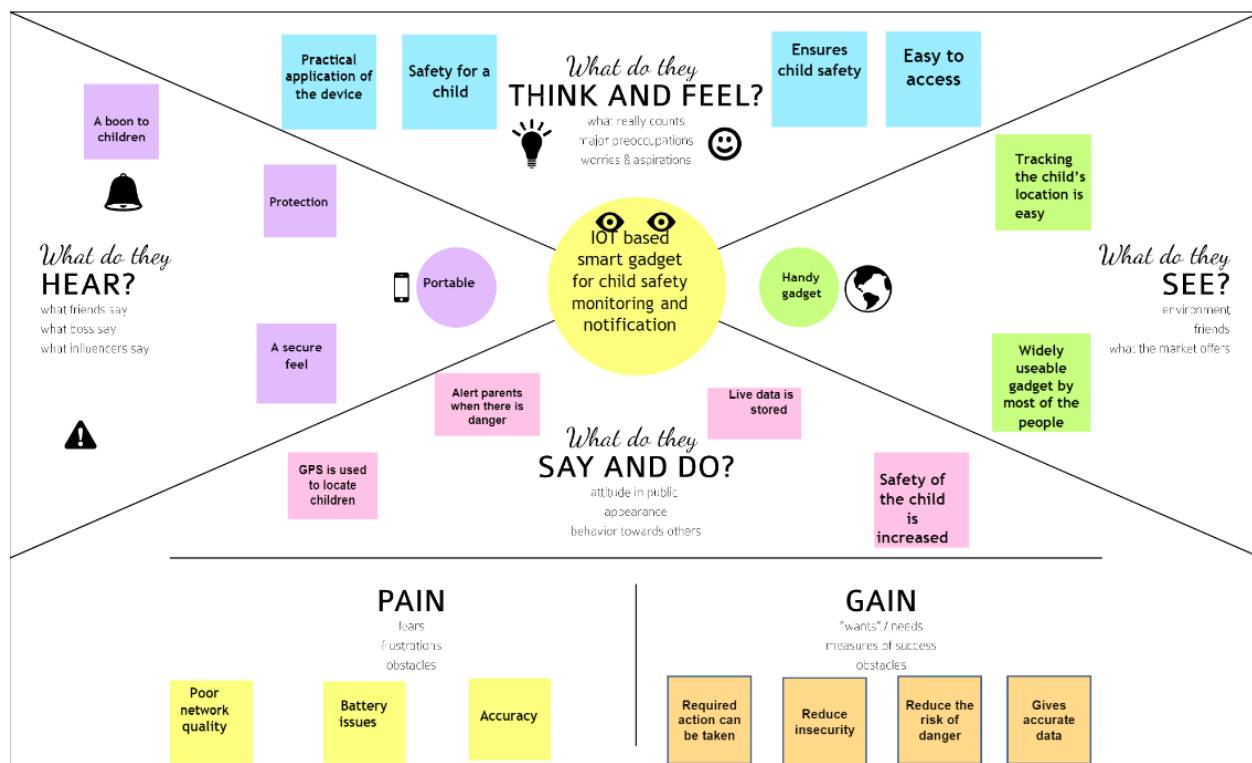 What do they
THINK AND FEEL?
what really counts
major preoccupations
worries & aspirations
Practical
application of
the device
Safety for a
child
Ensures
child safety
Easy to
access
What do they
HEAR?
what friends say
what boss say
what influencers say
A boon to
children
Protection
Portable
A secure
feel
IOT based
smart gadget
for child safety
monitoring and
notification
What do they
SEE?
environment
friends
what the market offers
Tracking
the child's
location is
easy
Handy
gadget
Widely
useable
gadget by
most of the
people
What do they
SAY AND DO?
attitude in public
appearance
behavior towards others
Alert parents
when there is
danger
Live data is
stored
GPS is used
to locate
children
Safety of
the child
is
increased
PAIN
fears
frustrations
obstacles
Poor
network
quality
Battery
issues
Accuracy
GAIN
"wants" / needs
measures of success
obstacles
Required
action can
be taken
Reduce
insecurity
Reduce the
risk of
danger
Gives
accurate
data